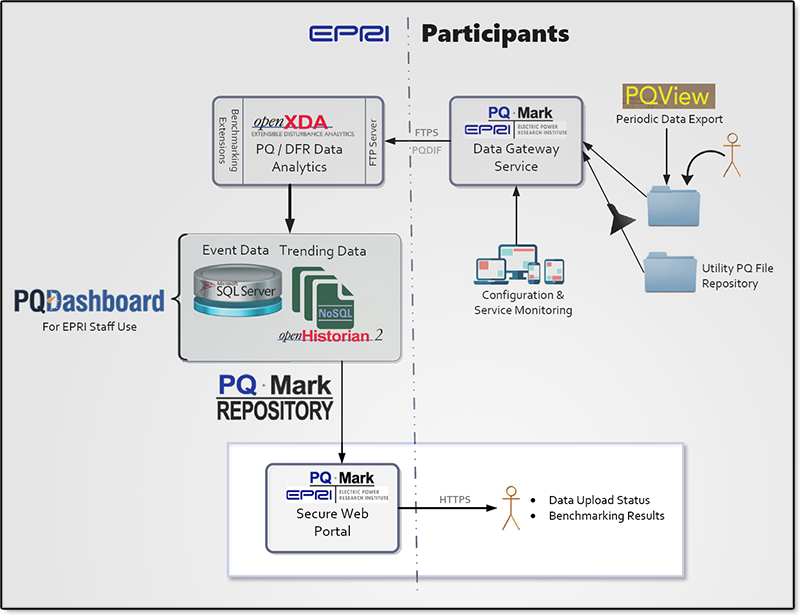 EPRI
Participants
Benchmarking
Extensions
openXDA
EXTENSIBLE DISTURBANCE ANALYTICS
PQ / DFR Data
Analytics
FTP Server
FTPS
PQDIF
PQ · Mark
EPRI | ELECTRIC POWER
RESEARCH INSTITUTE
Data Gateway
Service
PQView
Periodic Data Export
Utility PQ File
Repository
Configuration &
Service Monitoring
Event Data
Trending Data
Microsoft
SQL Server
NoSQL
openHistorian 2
PQDashboard
For EPRI Staff Use
PQ · Mark
REPOSITORY
PQ · Mark
EPRI | ELECTRIC POWER
RESEARCH INSTITUTE
Secure Web
Portal
HTTPS
• Data Upload Status
• Benchmarking Results